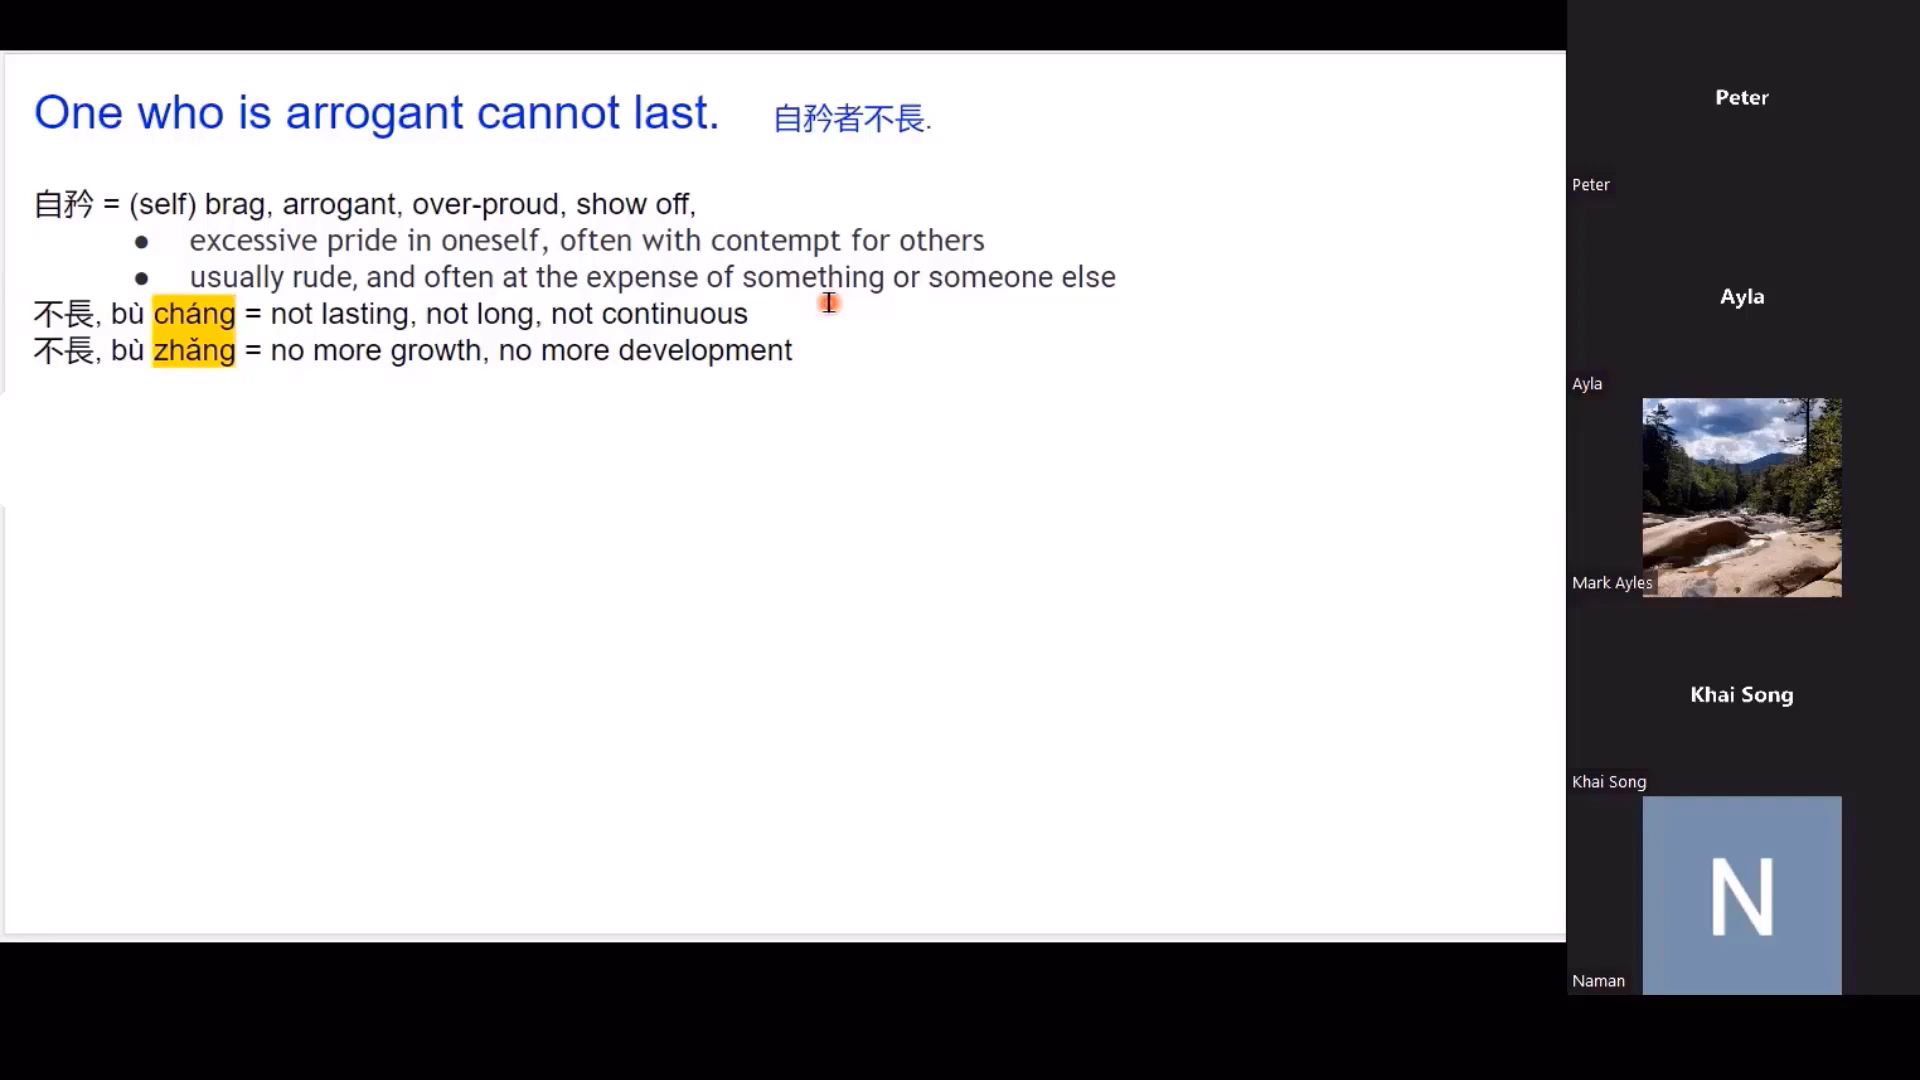 One who is arrogant cannot last. 自矜者不長.
自矜 = (self) brag, arrogant, over-proud, show off,
● excessive pride in oneself, often with contempt for others
● usually rude, and often at the expense of something or someone else
不長, bù cháng = not lasting, not long, not continuous
不長, bù zhǎng = no more growth, no more development
Peter
Peter
Ayla
Ayla
Mark Ayles
Khai Song
Khai Song
N
Naman